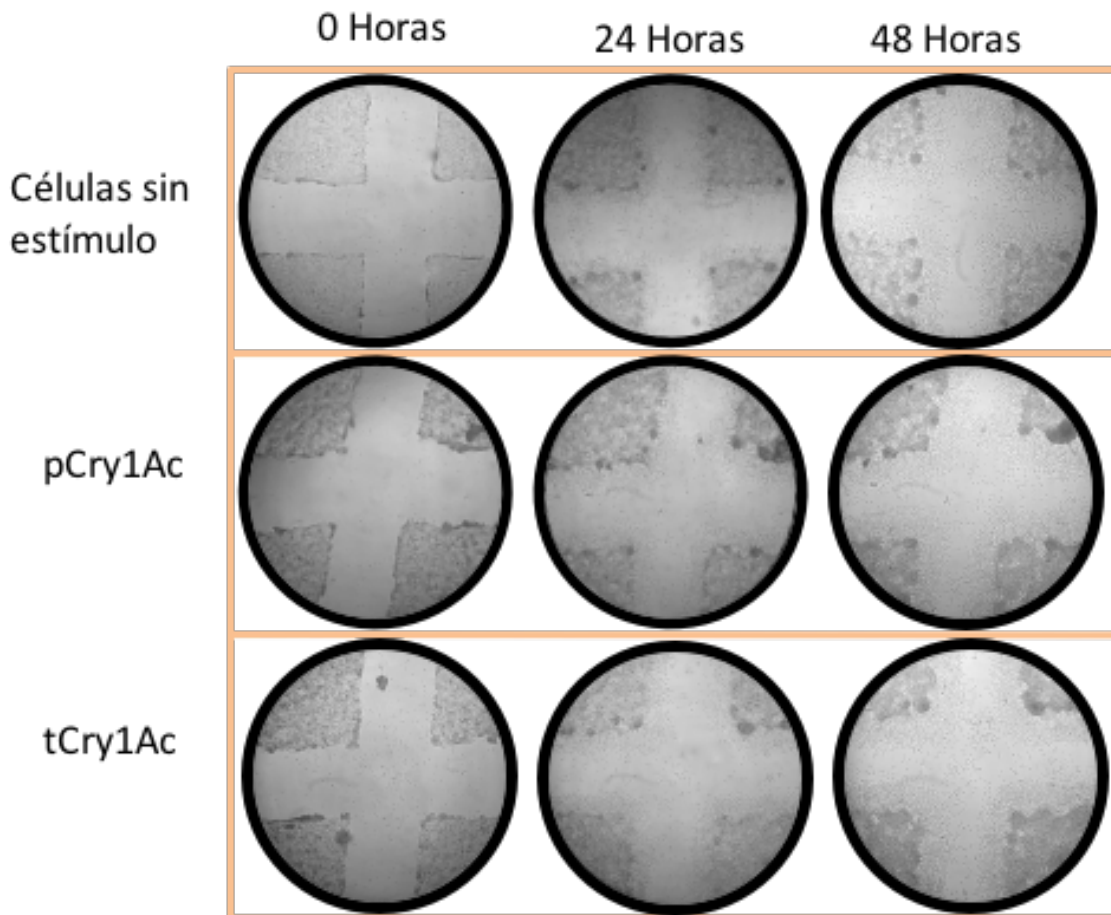 0 Horas
24 Horas
48 Horas
Células sin
estímulo
pCry1Ac
tCry1Ac